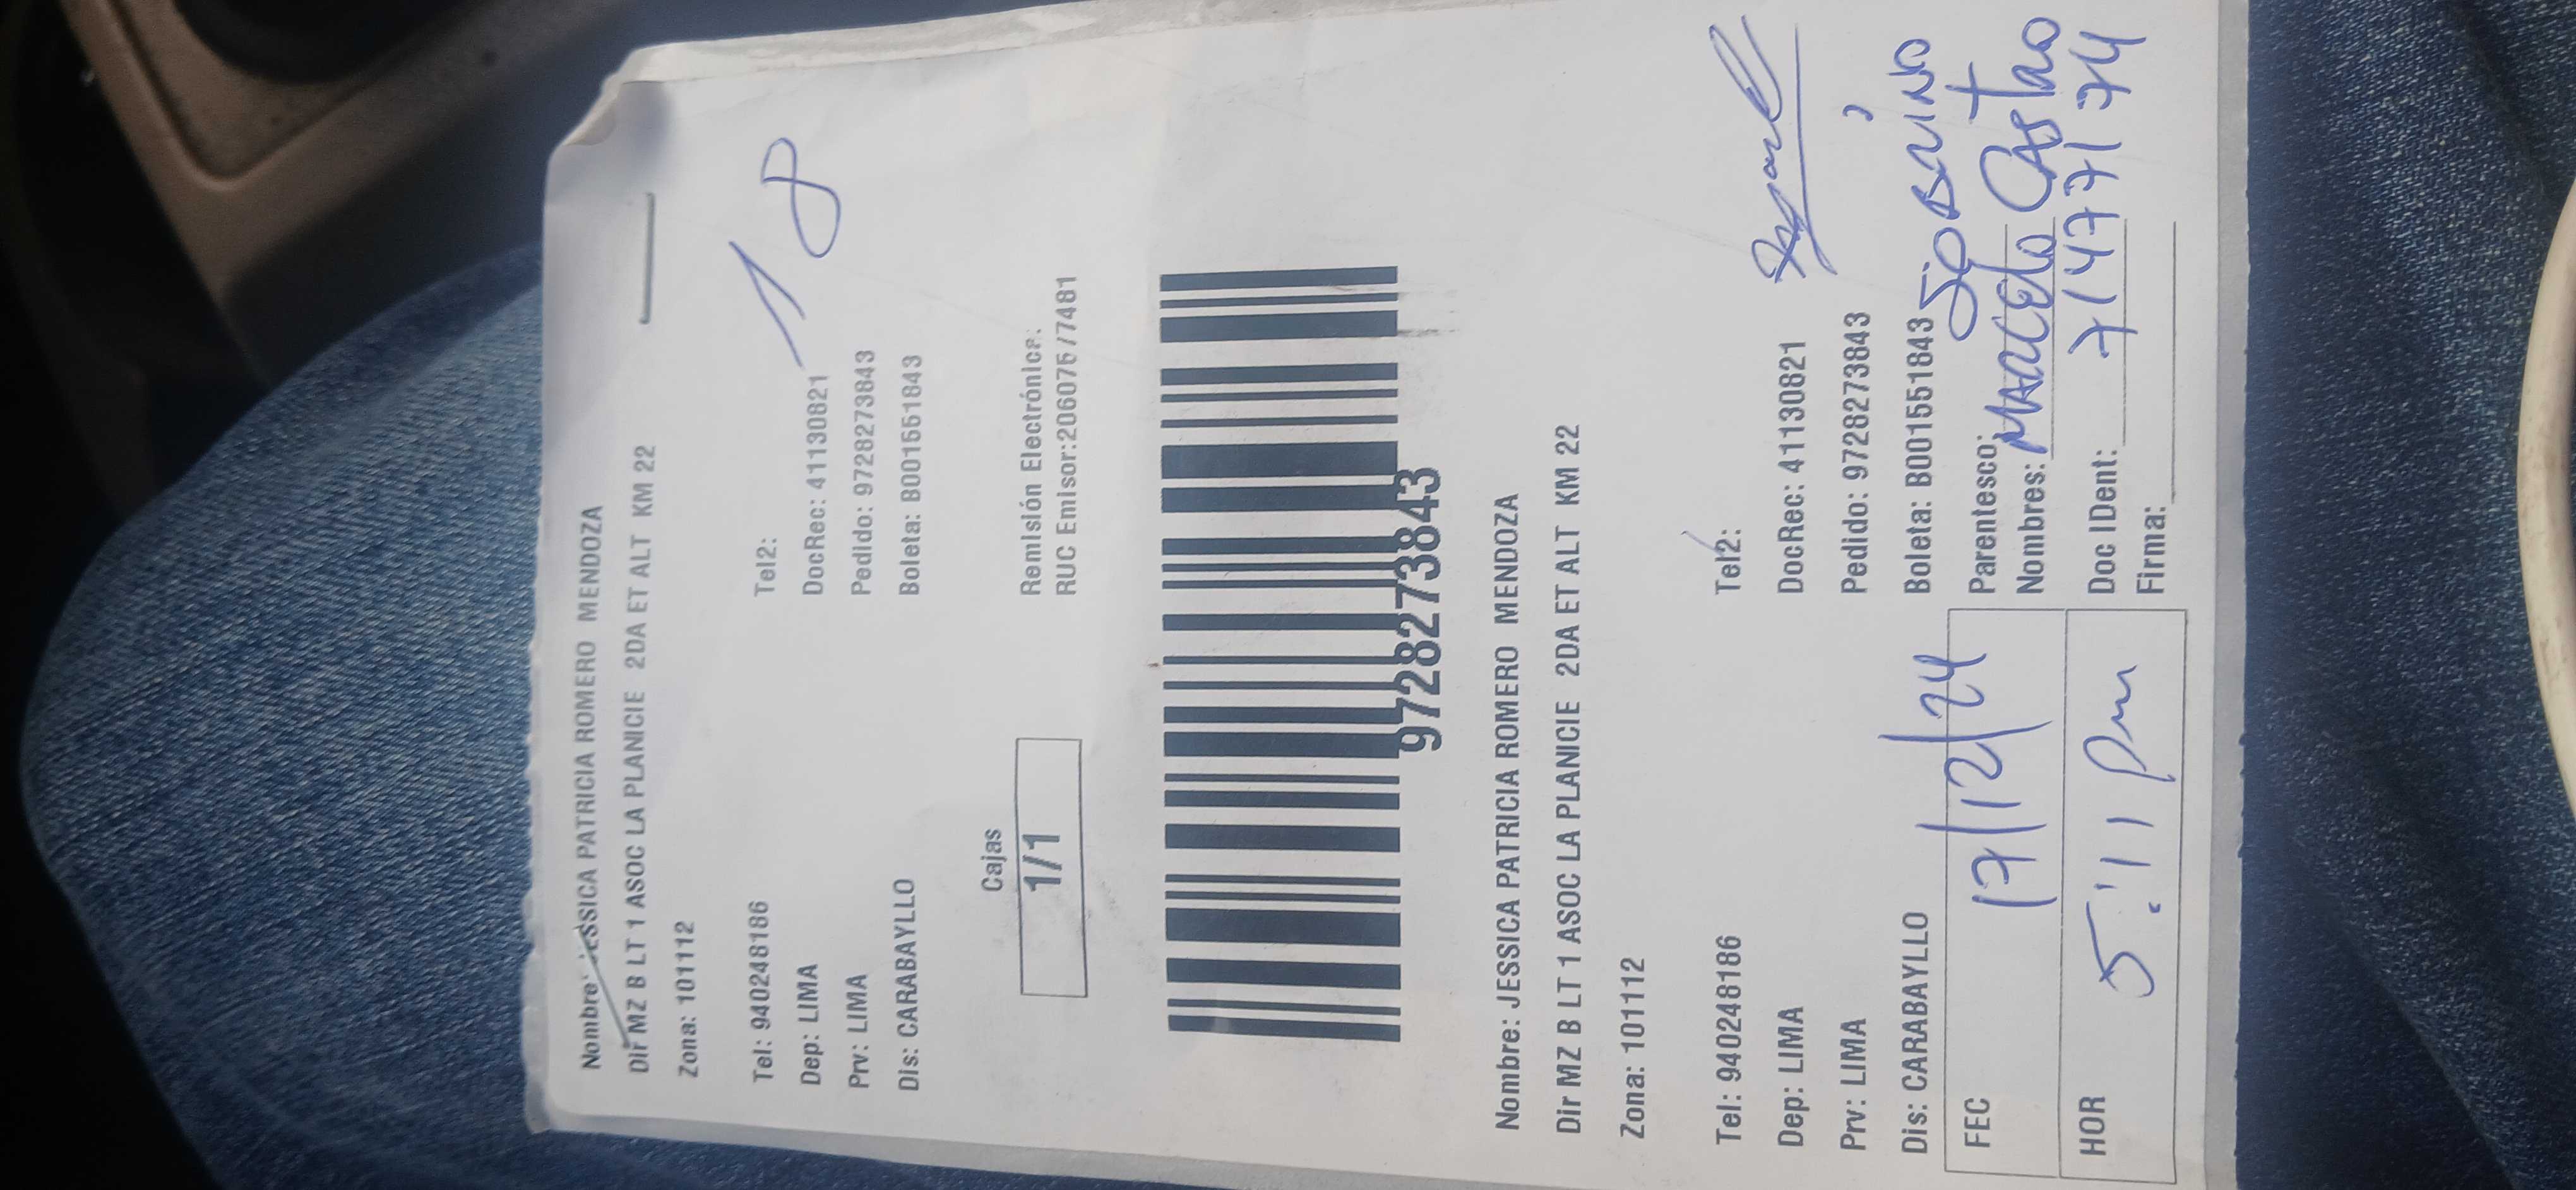 Nombre: JESSICA PATRICIA ROMERO MENDOZA
Dir MZ B LT 1 ASOC LA PLANICIE 2DA ET ALT KM 22
Zona: 101112
18
Tel: 940248186 Tel2:
Dep: LIMA DocRec: 41130821
Prv: LIMA Pedido: 9728273843
Dis: CARABAYLLO Boleta: B001551843
Cajas
1/1
Remisión Electrónica:
RUC Emisor:20607577481
9728273843
Nombre: JESSICA PATRICIA ROMERO MENDOZA
Dir MZ B LT 1 ASOC LA PLANICIE 2DA ET ALT KM 22
Zona: 101112
Tel: 940248186 Tel2:
Dep: LIMA DocRec: 41130821
Prv: LIMA Pedido: 9728273843
Dis: CARABAYLLO Boleta: B001551843
FEC 17/12/24
Parentesco: SOBRINO
Nombres: MARCELO CASTRO
HOR 5:11 pm
Doc IDent: 71477174
Firma: